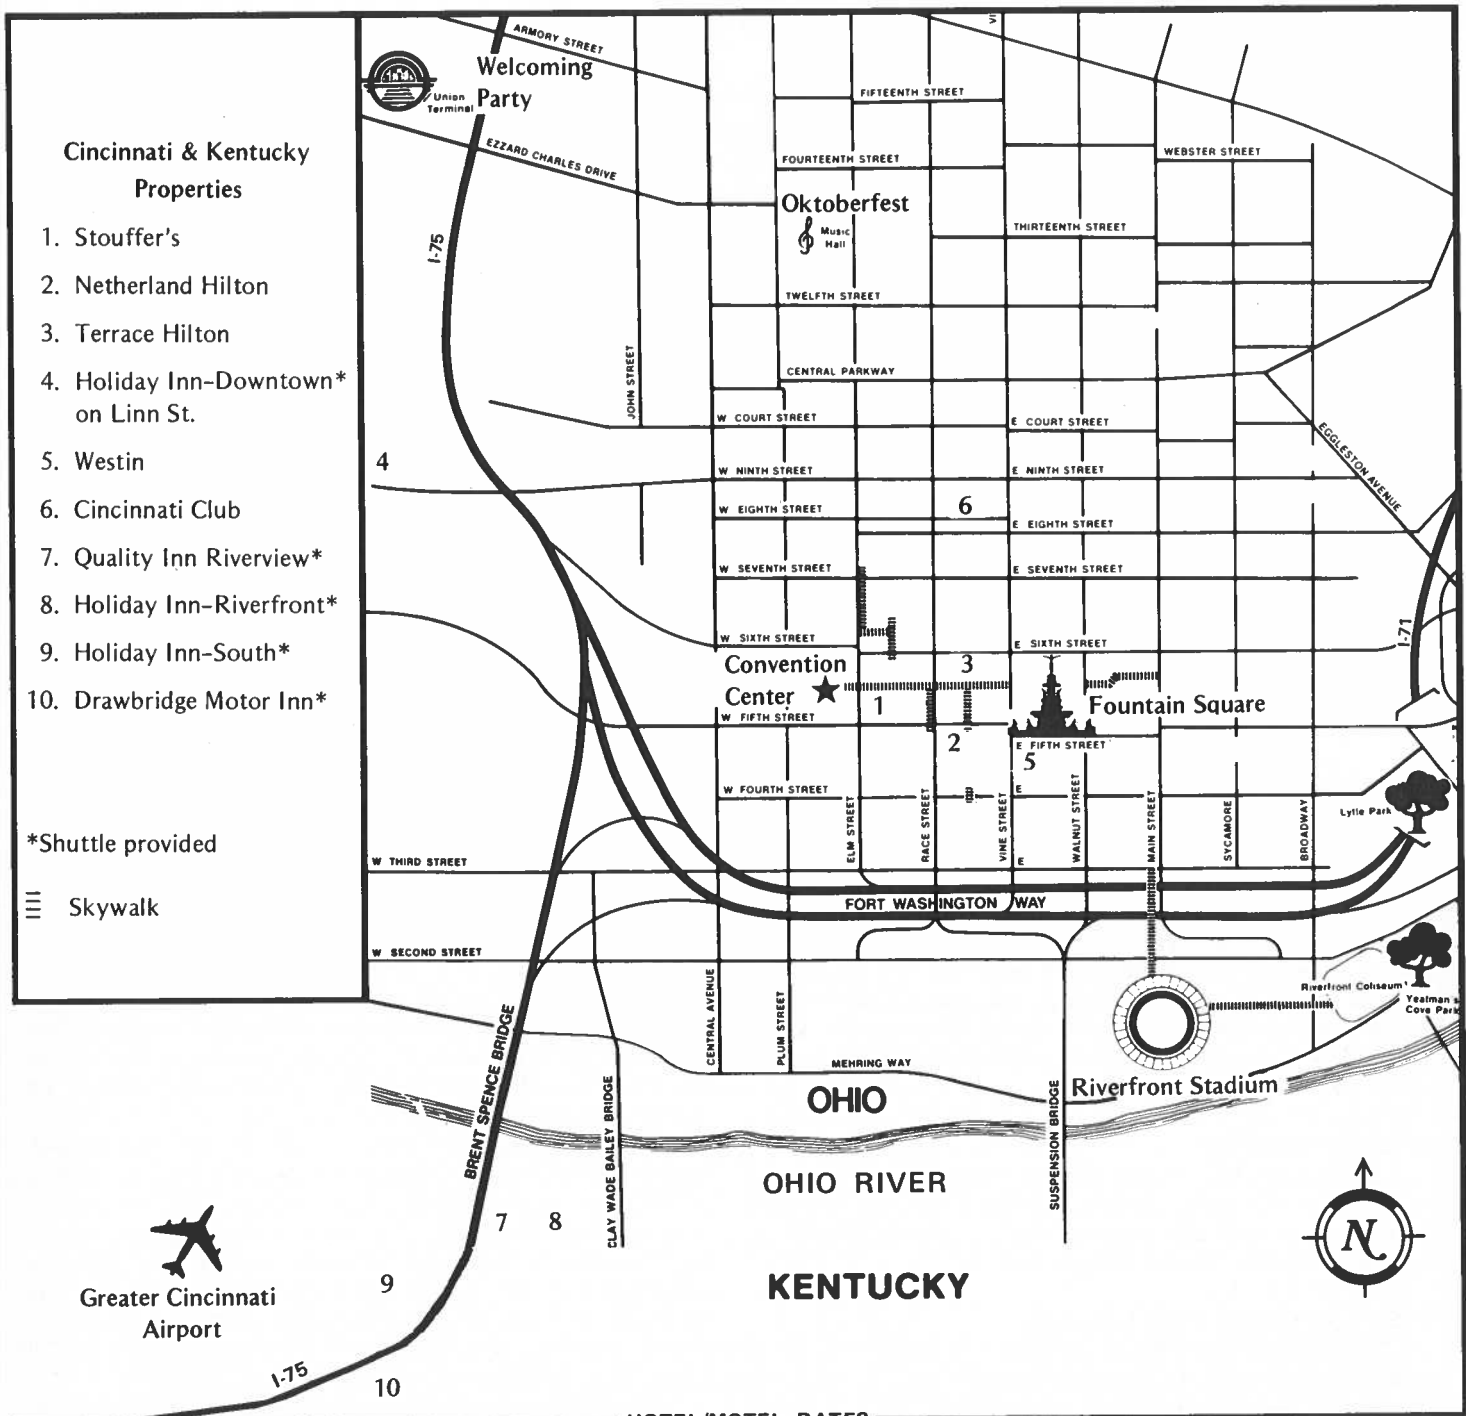 Cincinnati & Kentucky
Properties
1. Stouffer's
2. Netherland Hilton
3. Terrace Hilton
4. Holiday Inn-Downtown*
on Linn St.
5. Westin
6. Cincinnati Club
7. Quality Inn Riverview*
8. Holiday Inn-Riverfront*
9. Holiday Inn-South*
10. Drawbridge Motor Inn*
*Shuttle provided
Skywalk
ARMORY STREET
Welcoming
Party
Union
Terminal
EZZARD CHARLES DRIVE
I-75
FIFTEENTH STREET
FOURTEENTH STREET
WEBSTER STREET
Oktoberfest
Music
Hall
THIRTEENTH STREET
TWELFTH STREET
JOHN STREET
CENTRAL PARKWAY
W COURT STREET
E COURT STREET
EGGLESTON AVENUE
4
W NINTH STREET
E NINTH STREET
W EIGHTH STREET
6
E EIGHTH STREET
W SEVENTH STREET
E SEVENTH STREET
W SIXTH STREET
E SIXTH STREET
I-71
Convention
Center
3
1
Fountain Square
W FIFTH STREET
2
E FIFTH STREET
5
W FOURTH STREET
E
ELM STREET
RACE STREET
VINE STREET
WALNUT STREET
MAIN STREET
SYCAMORE
BROADWAY
Lytle Park
W THIRD STREET
E
FORT WASHINGTON WAY
W SECOND STREET
CENTRAL AVENUE
PLUM STREET
Riverfront Coliseum
Yeatman's
Cove Park
BRENT SPENCE BRIDGE
MEHRING WAY
OHIO
CLAY WADE BAILEY BRIDGE
SUSPENSION BRIDGE
Riverfront Stadium
OHIO RIVER
7
8
N
KENTUCKY
Greater Cincinnati
Airport
9
I-75
10
HOTEL/MOTEL RATES